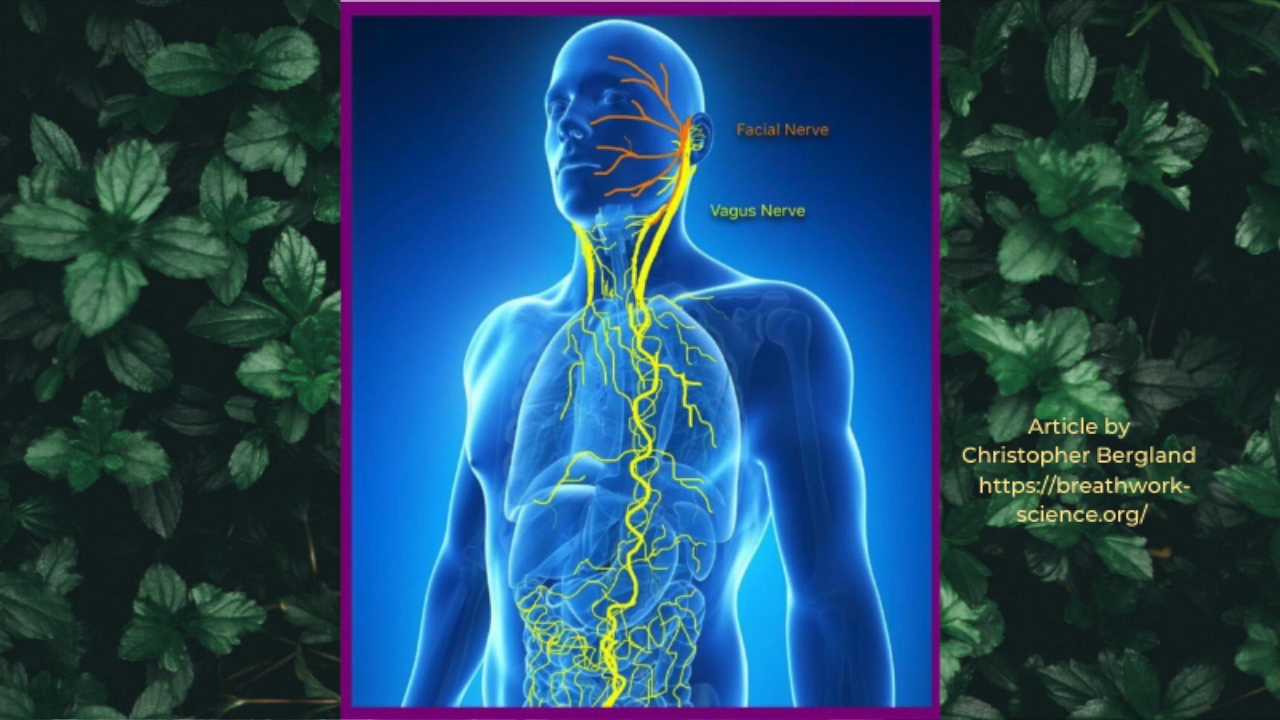 Facial Nerve
Vagus Nerve
Article by
Christopher Bergland
https://breathwork-
science.org/